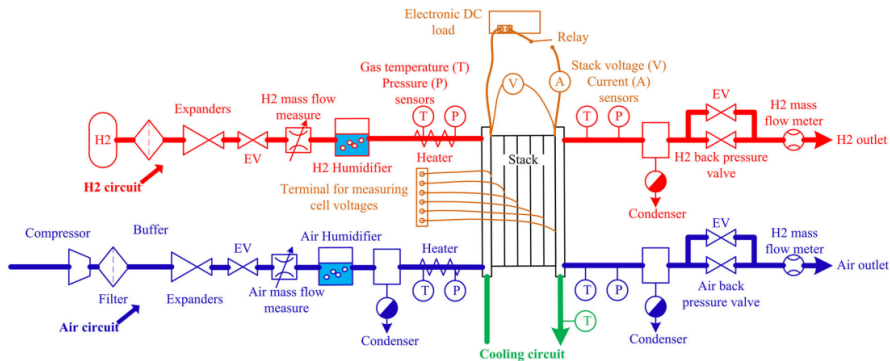 Electronic DC
load
Relay
Gas temperature (T)
Pressure (P)
sensors
Stack voltage (V)
Current (A)
sensors
V
A
H2 mass flow
measure
Expanders
H2
EV
T
P
T
P
EV
H2 mass
flow meter
H2 outlet
H2 Humidifier
Heater
Stack
H2 back pressure
valve
H2 circuit
Terminal for measuring
cell voltages
Condenser
Compressor
Buffer
EV
Air Humidifier
Heater
EV
H2 mass
flow meter
Air outlet
Filter
Expanders
Air mass flow
measure
T
P
T
P
Air back
pressure valve
Air circuit
Condenser
T
Cooling circuit
Condenser